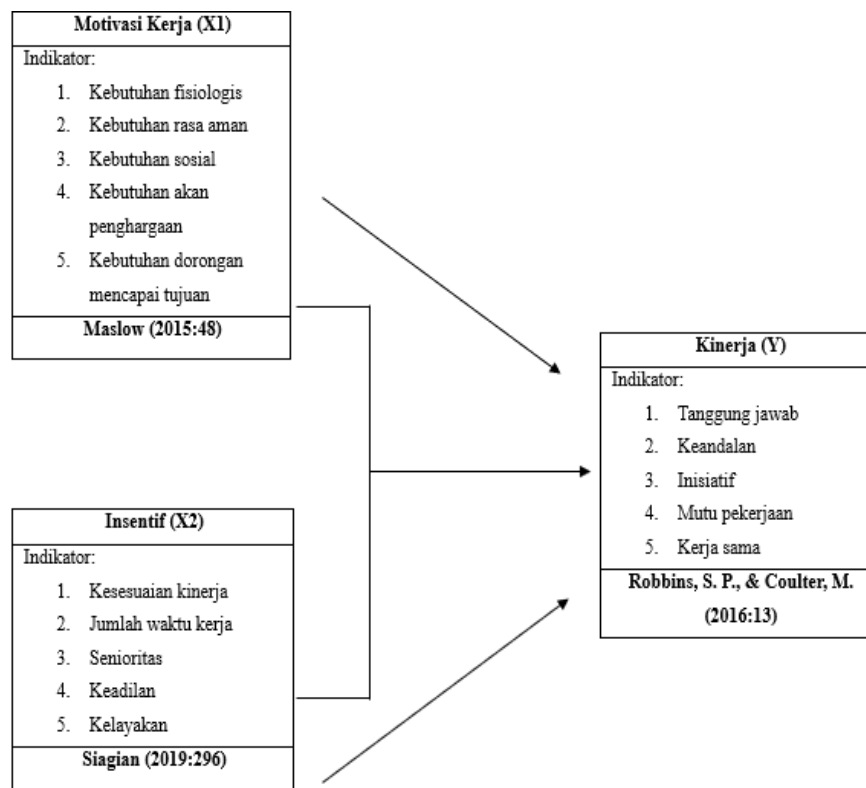 Motivasi Kerja (X1)
Indikator:
1. Kebutuhan fisiologis
2. Kebutuhan rasa aman
3. Kebutuhan sosial
4. Kebutuhan akan
penghargaan
5. Kebutuhan dorongan
mencapai tujuan
Maslow (2015:48)
Insentif (X2)
Indikator:
1. Kesesuaian kinerja
2. Jumlah waktu kerja
3. Senioritas
4. Keadilan
5. Kelayakan
Siagian (2019:296)
Kinerja (Y)
Indikator:
1. Tanggung jawab
2. Keandalan
3. Inisiatif
4. Mutu pekerjaan
5. Kerja sama
Robbins, S. P., & Coulter, M.
(2016:13)